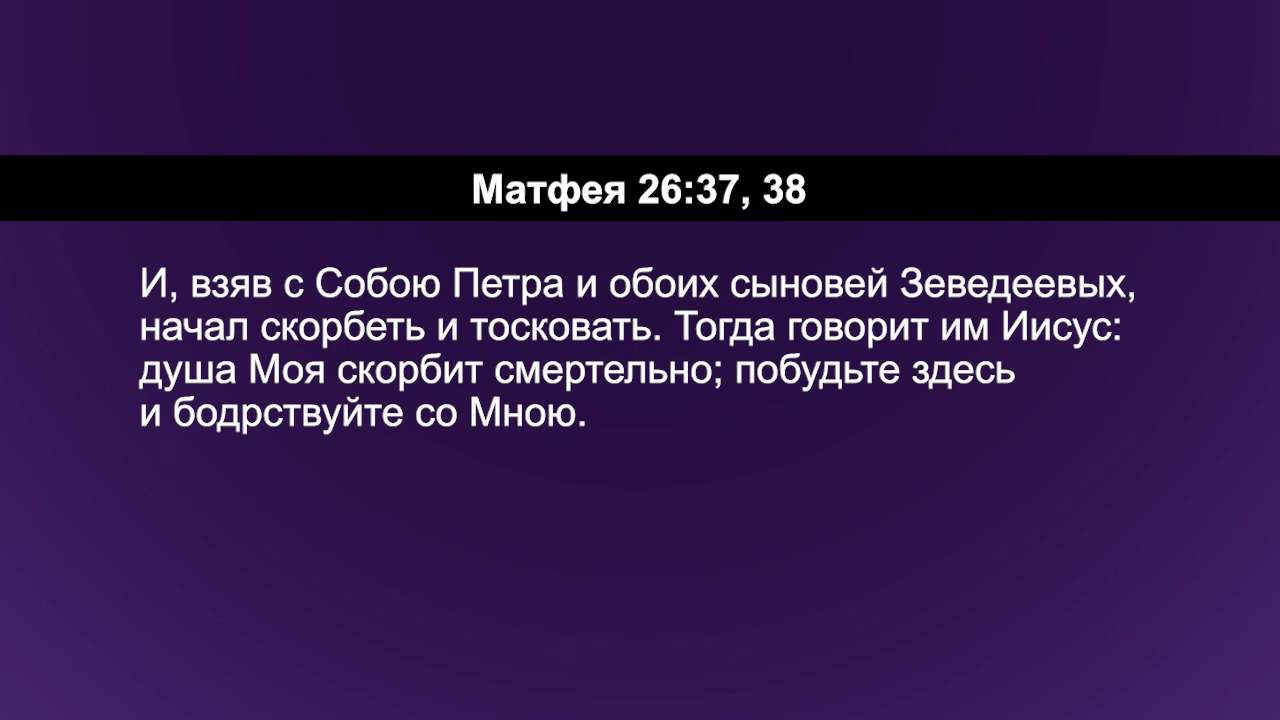 Матфея 26:37, 38
И, взяв с Собою Петра и обоих сыновей Зеведеевых,
начал скорбеть и тосковать. Тогда говорит им Иисус:
душа Моя скорбит смертельно; побудьте здесь
и бодрствуйте со Мною.